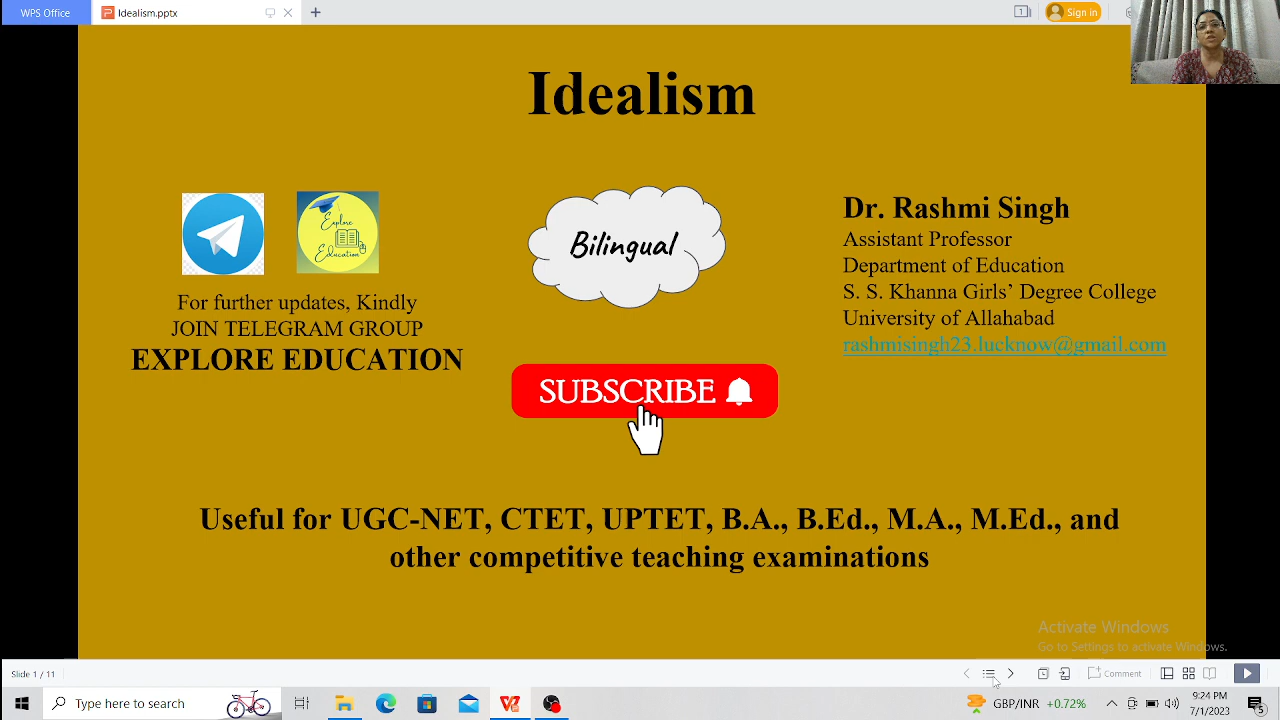 WPS Office
Idealism.pptx
Sign in
Idealism
Explore
Education
For further updates, Kindly
JOIN TELEGRAM GROUP
EXPLORE EDUCATION
Bilingual
SUBSCRIBE
Dr. Rashmi Singh
Assistant Professor
Department of Education
S. S. Khanna Girls' Degree College
University of Allahabad
rashmisingh23.lucknow@gmail.com
Useful for UGC-NET, CTET, UPTET, B.A., B.Ed., M.A., M.Ed., and
other competitive teaching examinations
Activate Windows
Go to Settings to activate Windows.
Slide 1 / 11
Comment
Type here to search
GBP/INR +0.72%
9:24 PM
7/1/2023
5